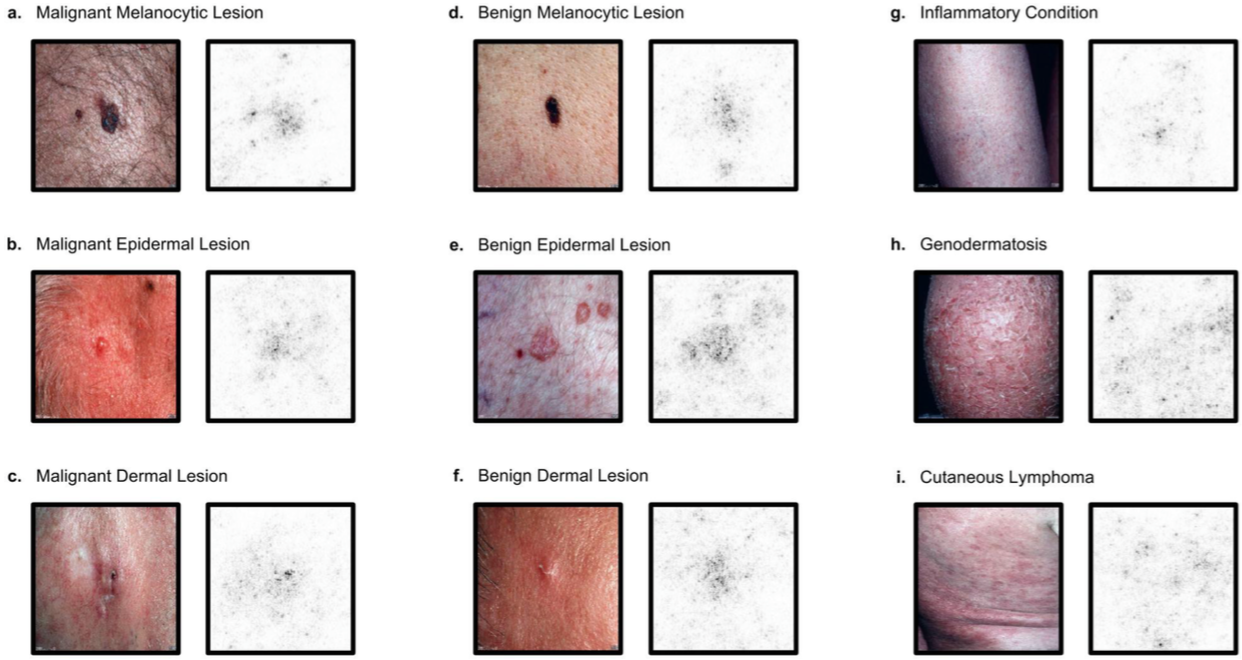 a. Malignant Melanocytic Lesion
d. Benign Melanocytic Lesion
g. Inflammatory Condition
b. Malignant Epidermal Lesion
e. Benign Epidermal Lesion
h. Genodermatosis
c. Malignant Dermal Lesion
f. Benign Dermal Lesion
i. Cutaneous Lymphoma